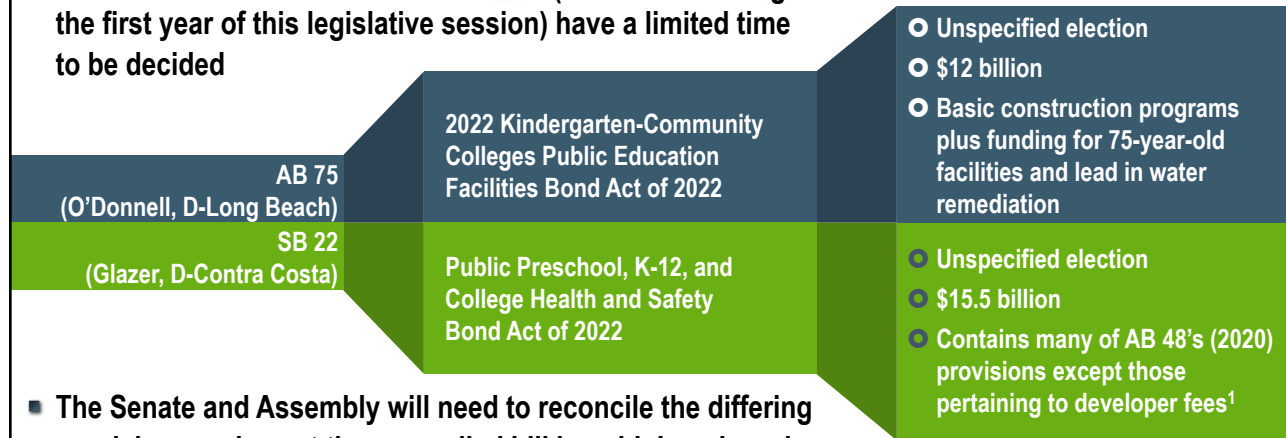 the first year of this legislative session) have a limited time
to be decided
AB 75
(O'Donnell, D-Long Beach)
2022 Kindergarten-Community
Colleges Public Education
Facilities Bond Act of 2022
Unspecified election
$12 billion
Basic construction programs
plus funding for 75-year-old
facilities and lead in water
remediation
SB 22
(Glazer, D-Contra Costa)
Public Preschool, K-12, and
College Health and Safety
Bond Act of 2022
Unspecified election
$15.5 billion
Contains many of AB 48's (2020)
provisions except those
pertaining to developer fees¹
The Senate and Assembly will need to reconcile the differing